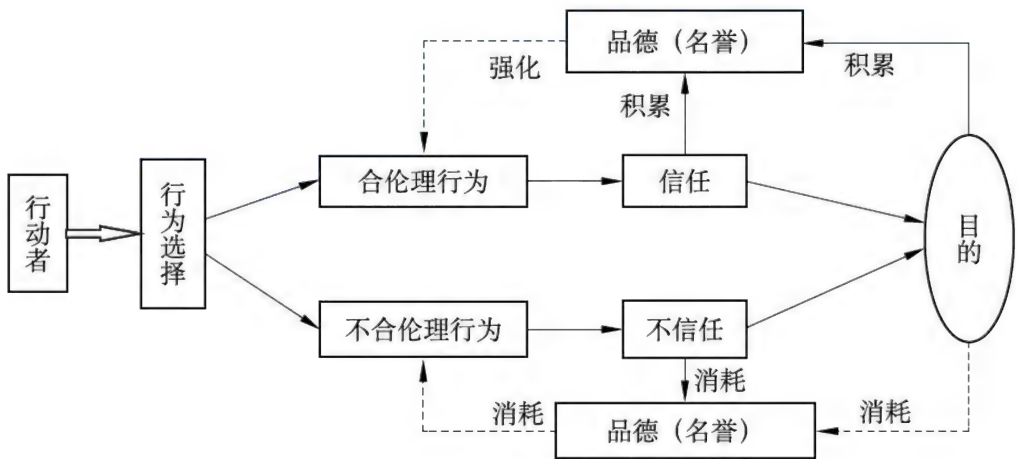 品德（名誉）
强化
积累
积累
行动者
行为选择
合伦理行为
信任
目的
不合伦理行为
不信任
消耗
消耗
品德（名誉）
消耗